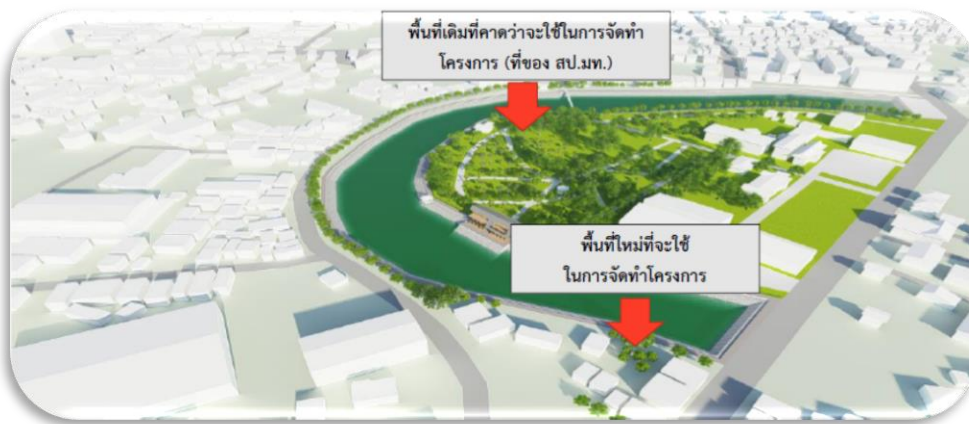 พื้นที่เดิมที่คาดว่าจะใช้ในการจัดทำ
โครงการ (ที่ของ สป.มท.)
พื้นที่ใหม่ที่จะใช้
ในการจัดทำโครงการ